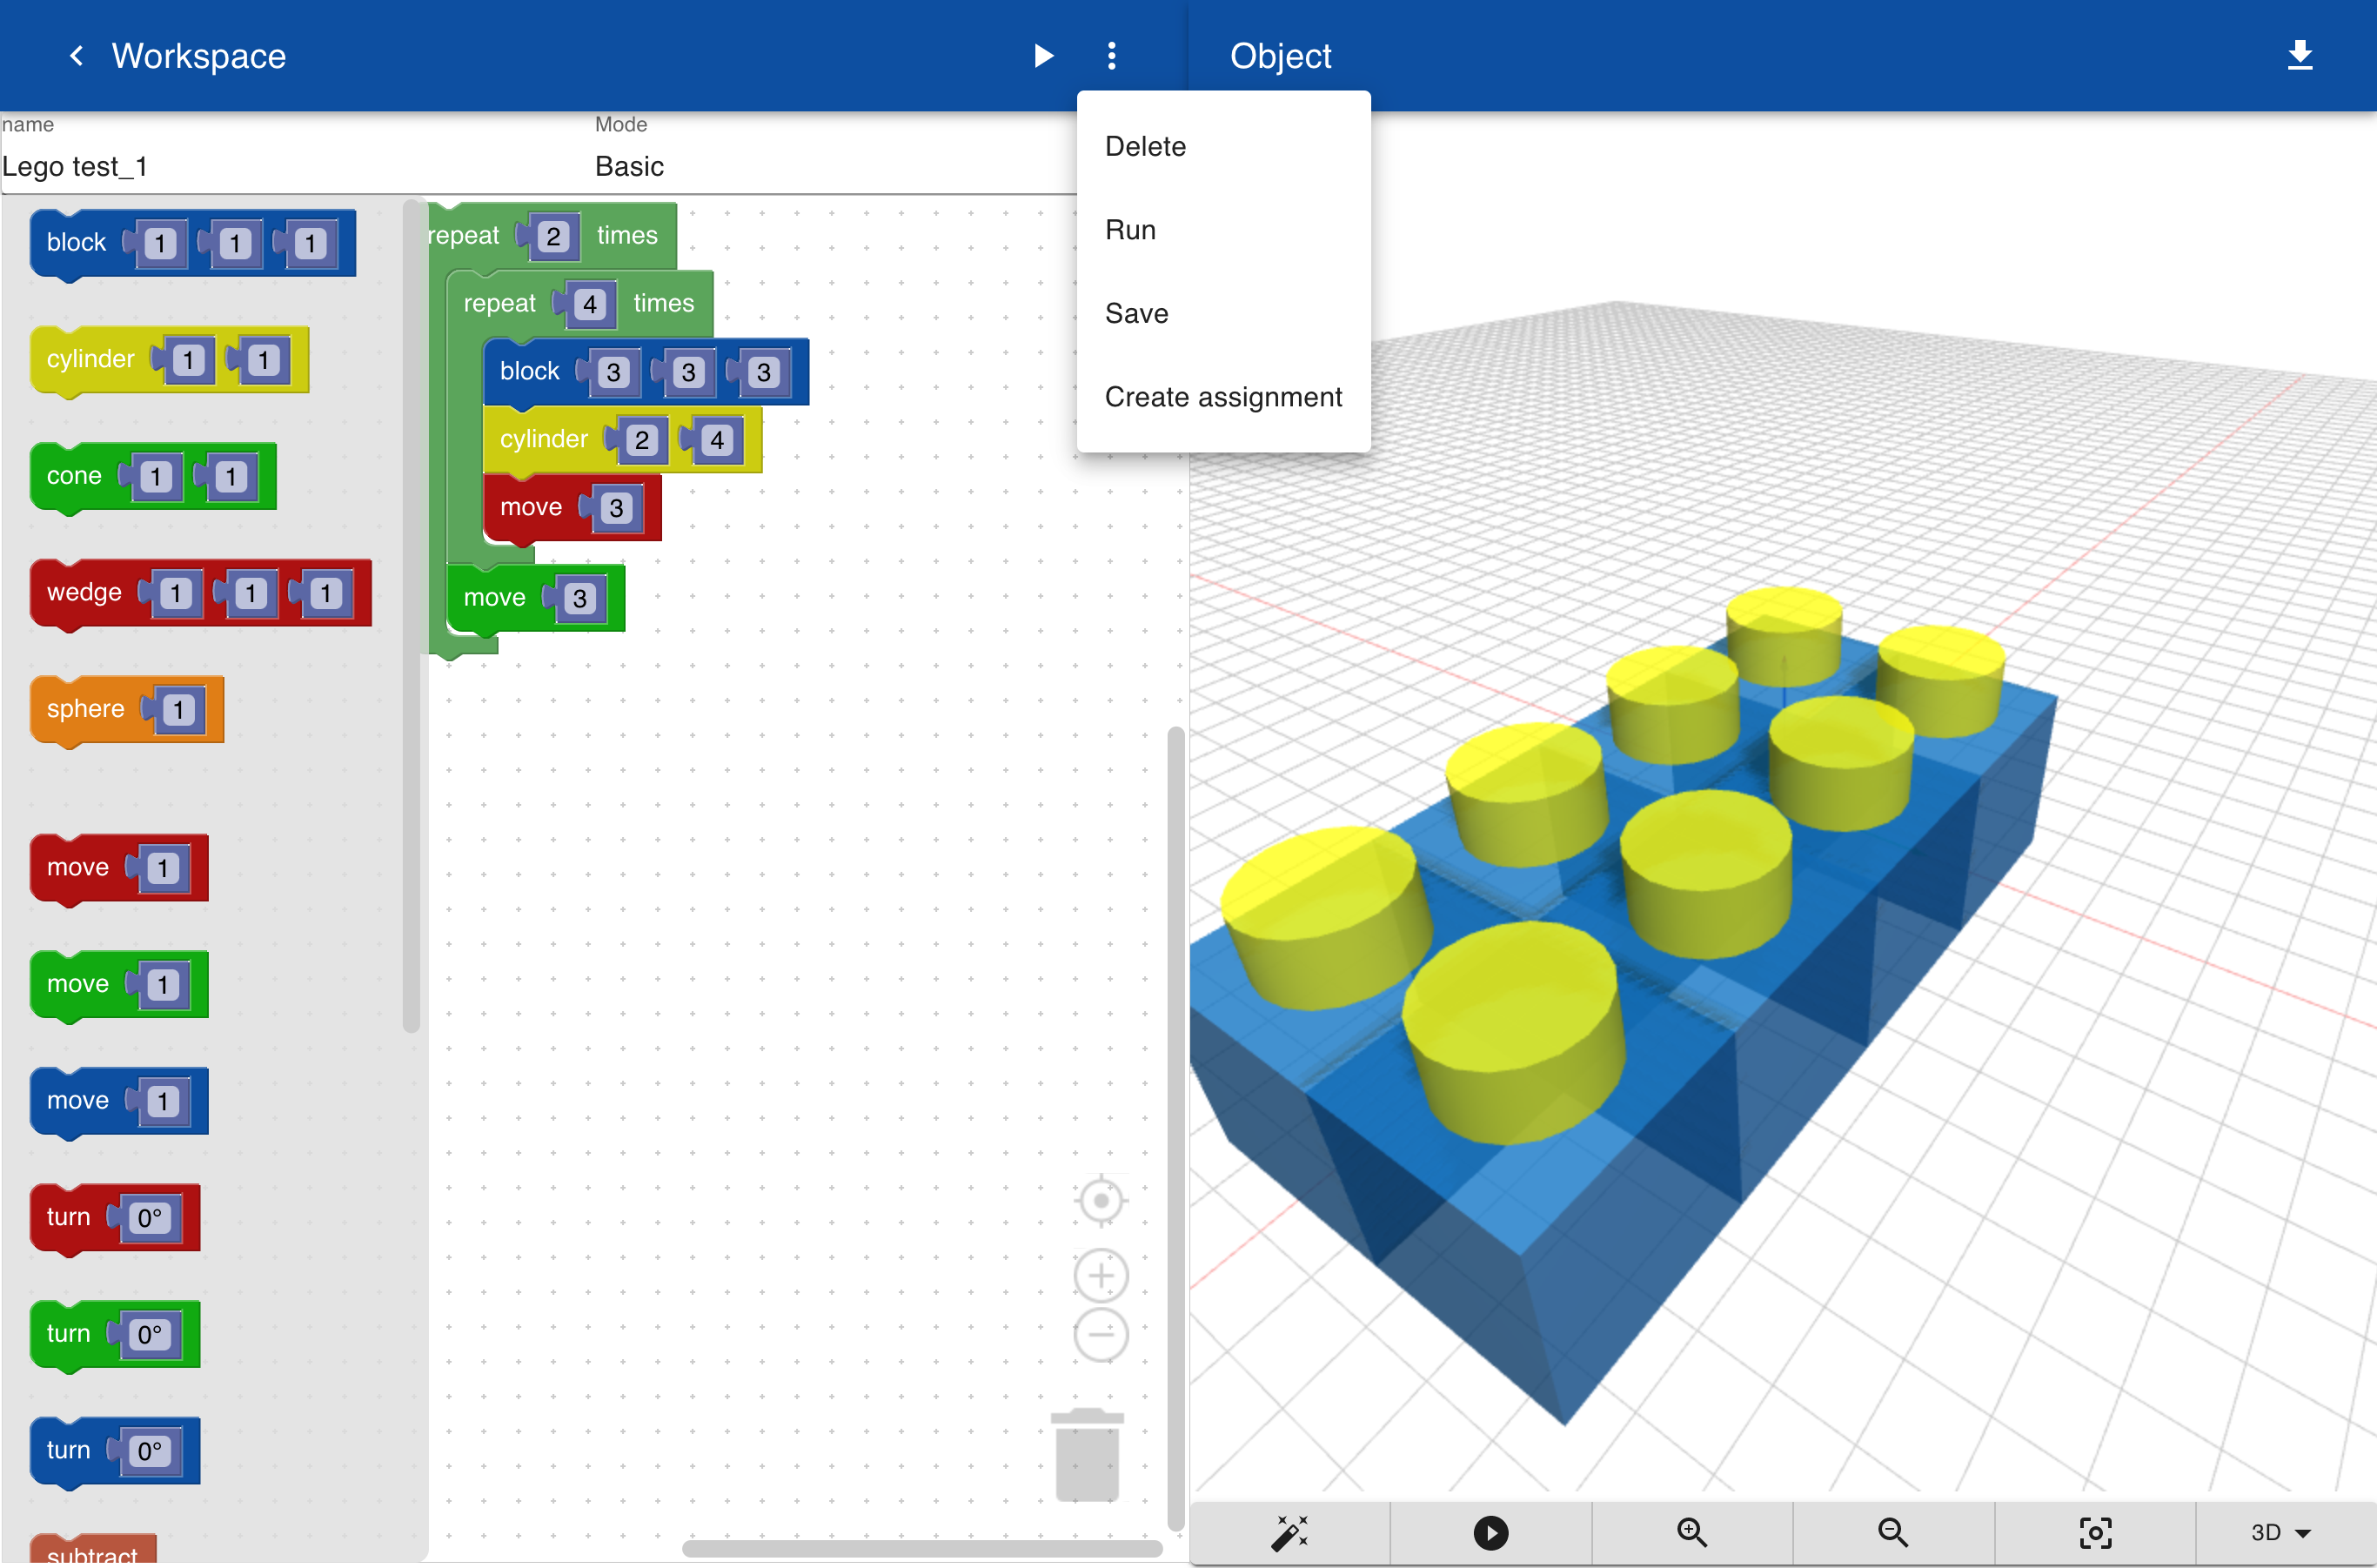 Workspace
Object
name
Mode
Lego test_1
Basic
Delete
Run
Save
Create assignment
block 1 1 1
cylinder 1 1
cone 1 1
wedge 1 1 1
sphere 1
move 1
move 1
move 1
turn 0°
turn 0°
turn 0°
subtract
repeat 2 times
repeat 4 times
block 3 3 3
cylinder 2 4
move 3
move 3
3D